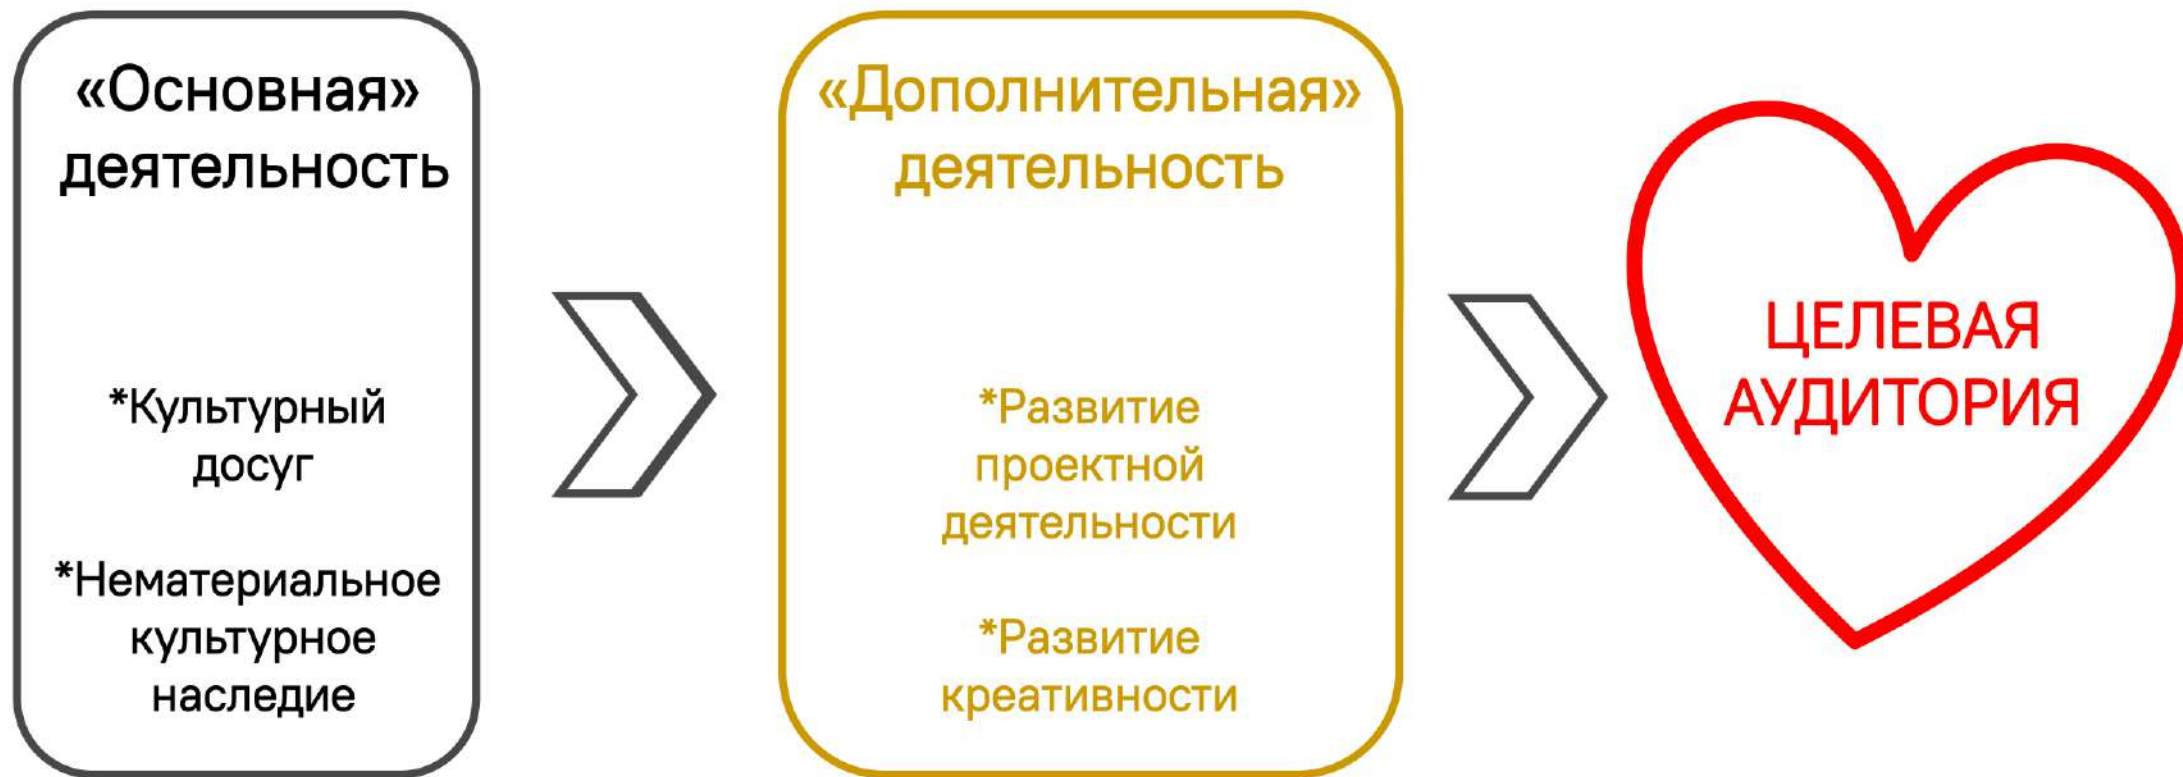 «Основная»
деятельность
*Культурный
досуг
*Нематериальное
культурное
наследие
«Дополнительная»
деятельность
*Развитие
проектной
деятельности
*Развитие
креативности
ЦЕЛЕВАЯ
АУДИТОРИЯ